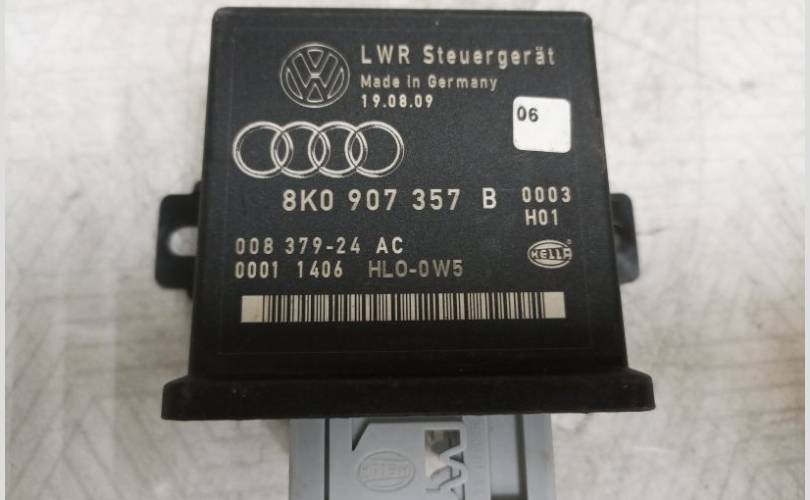 LWR Steuergerät
Made in Germany
19.08.09
06
8K0 907 357 B 0003
H01
008 379-24 AC
0001 1406 HLO-0W5
HELLA
HELLA